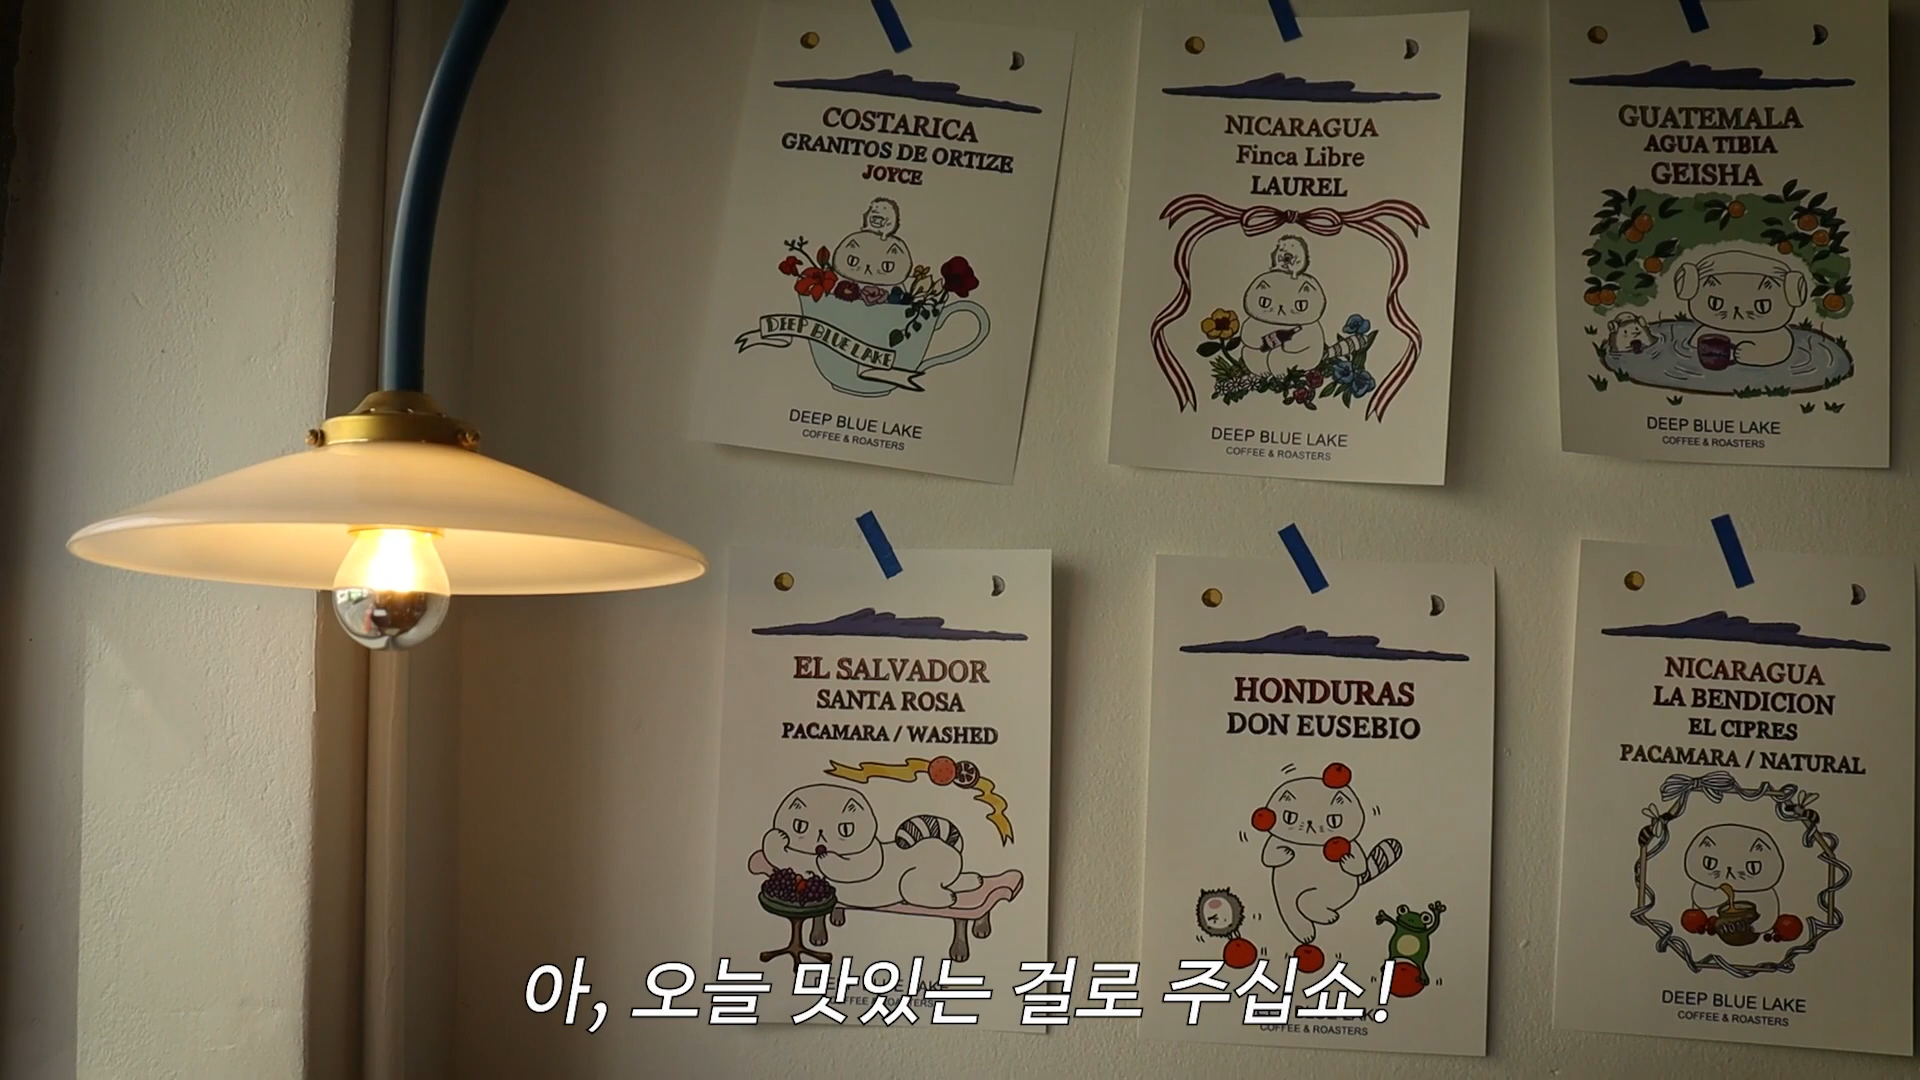 COSTARICA
GRANITOS DE ORTIZE
JOYCE
DEEP BLUE LAKE
DEEP BLUE LAKE
COFFEE & ROASTERS
NICARAGUA
Finca Libre
LAUREL
DEEP BLUE LAKE
COFFEE & ROASTERS
GUATEMALA
AGUA TIBIA
GEISHA
DEEP BLUE LAKE
COFFEE & ROASTERS
EL SALVADOR
SANTA ROSA
PACAMARA / WASHED
COFFEE & ROASTERS
HONDURAS
DON EUSEBIO
COFFEE & ROASTERS
NICARAGUA
LA BENDICION
EL CIPRES
PACAMARA / NATURAL
DEEP BLUE LAKE
COFFEE & ROASTERS
아, 오늘 맛있는 걸로 주십쇼!